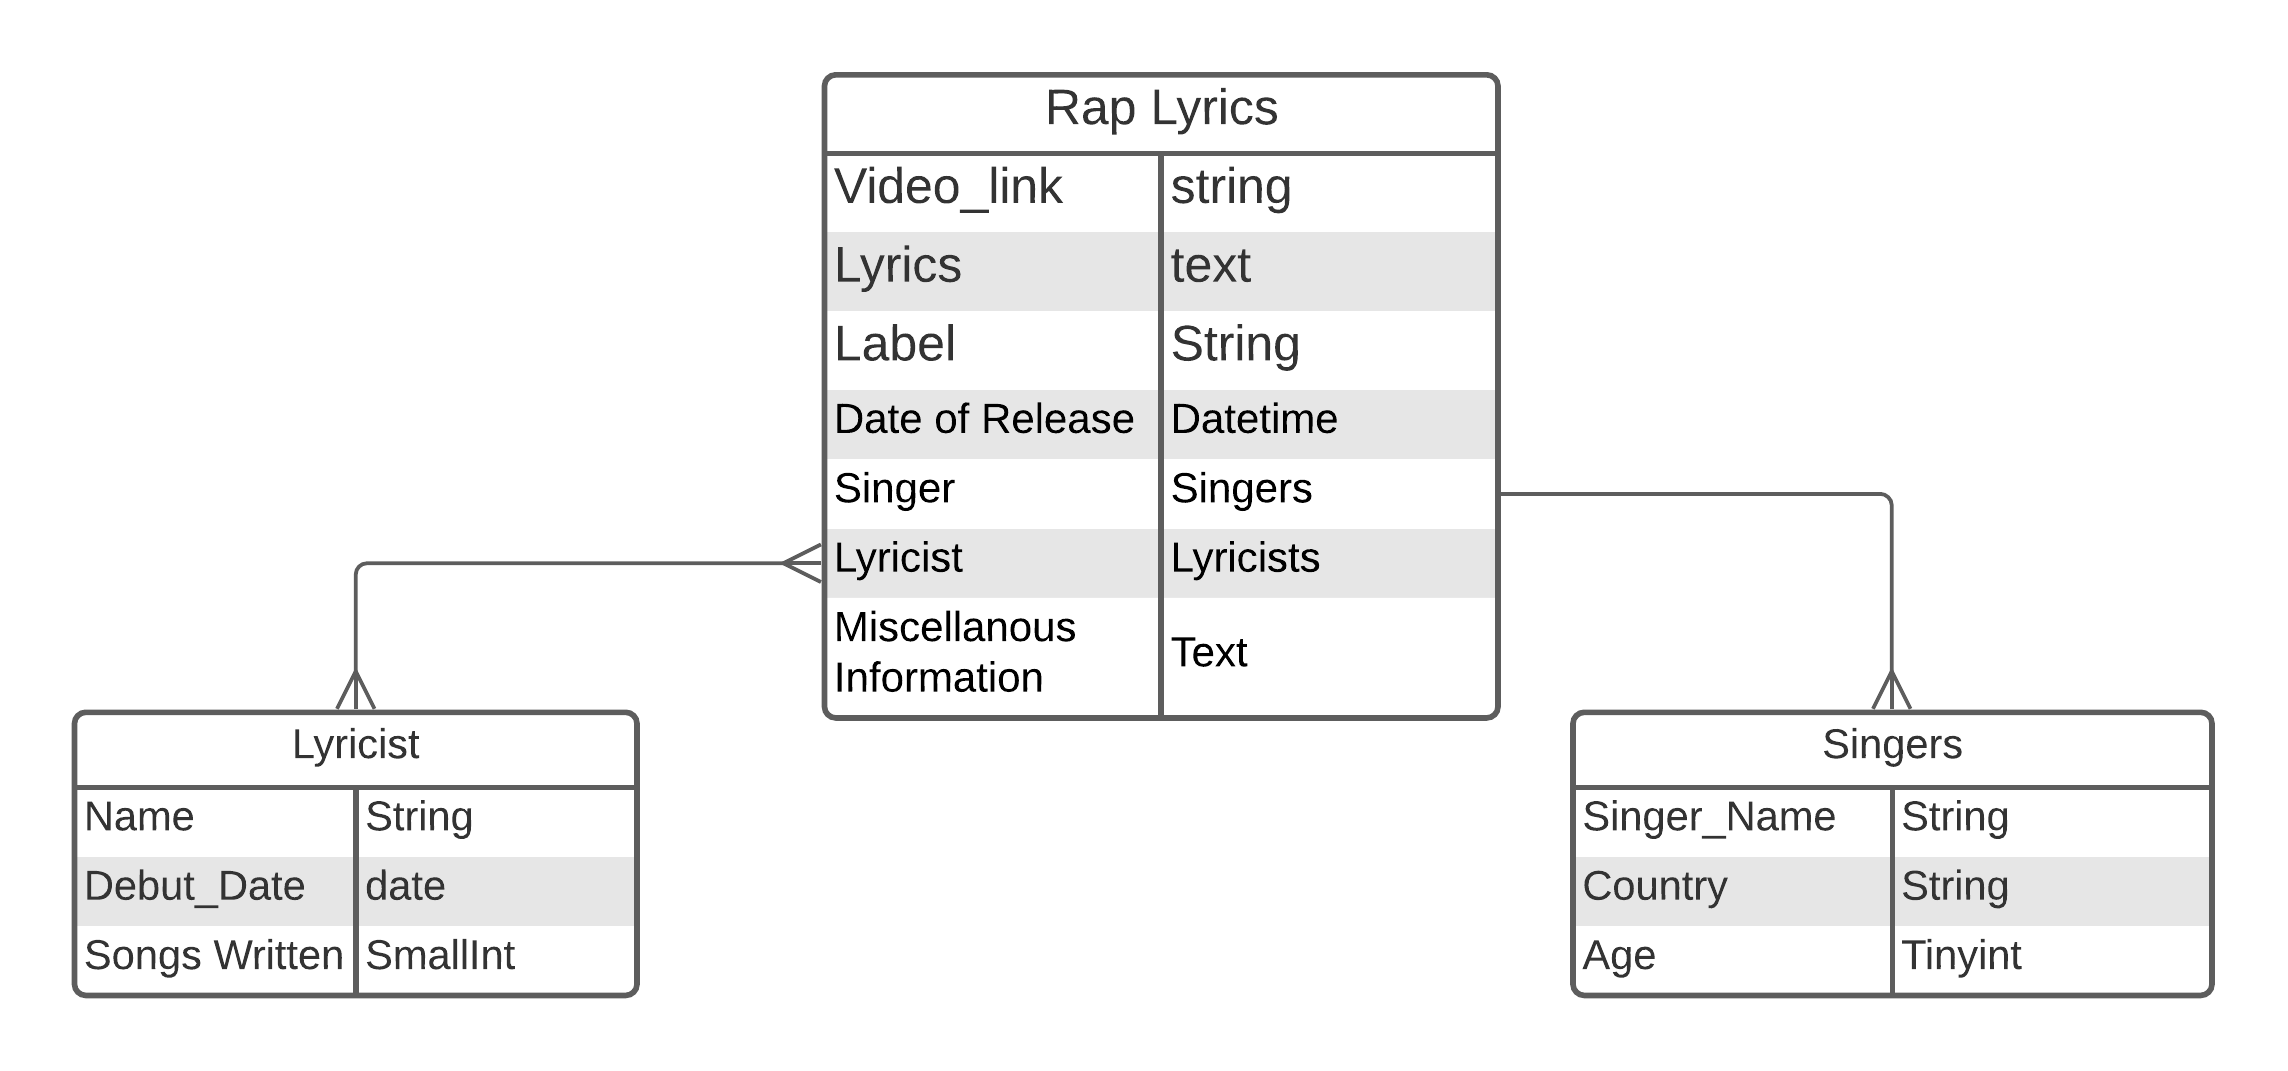 Rap Lyrics
Video_link string
Lyrics text
Label String
Date of Release Datetime
Singer Singers
Lyricist Lyricists
Miscellanous
Information
Text
Lyricist
Name String
Debut_Date date
Songs Written SmallInt
Singers
Singer_Name String
Country String
Age Tinyint